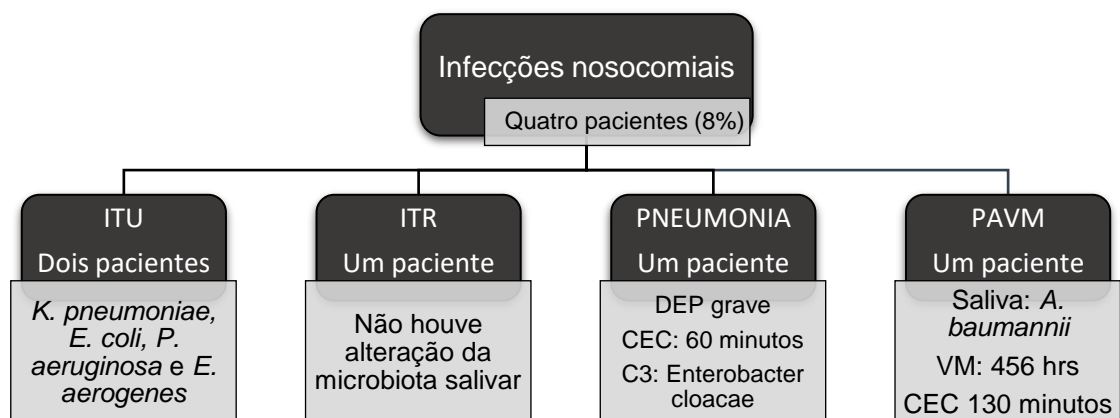 Infecções nosocomiais
Quatro pacientes (8%)
ITU
Dois pacientes
K. pneumoniae,
E. coli, P.
aeruginosa e E.
aerogenes
ITR
Um paciente
Não houve
alteração da
microbiota salivar
PNEUMONIA
Um paciente
DEP grave
CEC: 60 minutos
C3: Enterobacter
cloacae
PAVM
Um paciente
Saliva: A.
baumannii
VM: 456 hrs
CEC 130 minutos